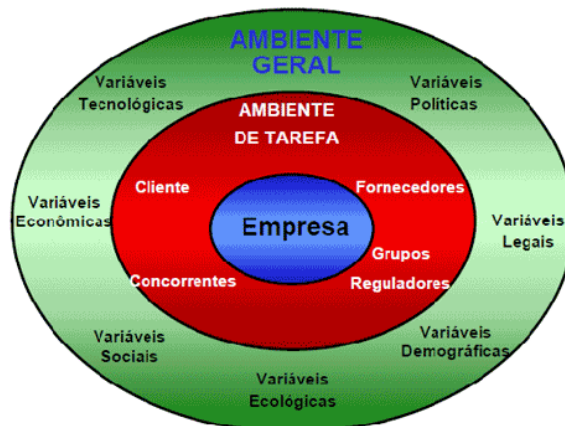 AMBIENTE
GERAL
Variáveis
Tecnológicas
Variáveis
Políticas
AMBIENTE
DE TAREFA
Cliente
Fornecedores
Variáveis
Econômicas
Empresa
Variáveis
Legais
Grupos
Reguladores
Concorrentes
Variáveis
Sociais
Variáveis
Demográficas
Variáveis
Ecológicas